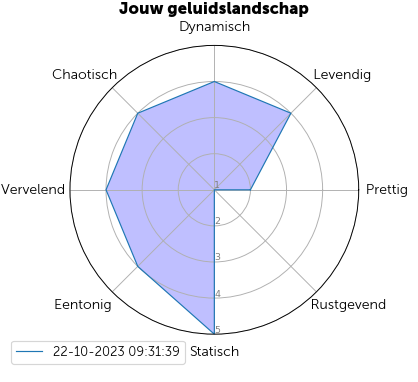 Jouw geluidslandschap
Dynamisch
Chaotisch
Levendig
Vervelend
1
Prettig
2
3
Eentonig
4
Rustgevend
5
22-10-2023 09:31:39
Statisch